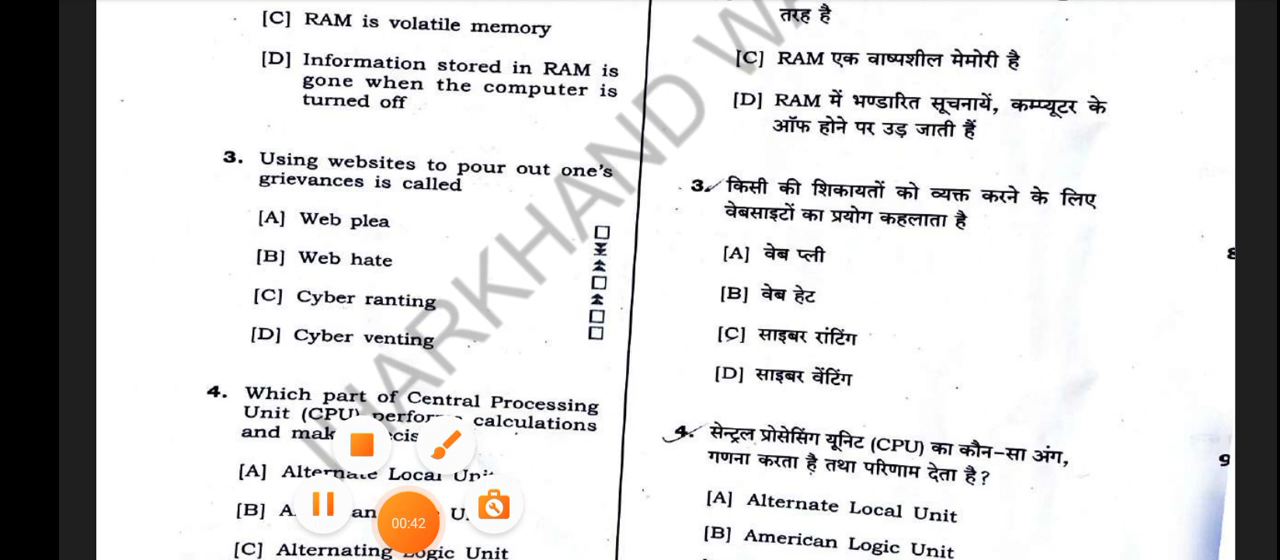 [C] RAM is volatile memory
[D] Information stored in RAM is
gone when the computer is
turned off
3. Using websites to pour out one's
grievances is called
[A] Web plea
[B] Web hate
[C] Cyber ranting
[D] Cyber venting
4. Which part of Central Processing
Unit (CPU) calculations
and
[A] Alternate Local Unit
[B]
[C] Alternating Logic Unit
तरह है
[C] RAM एक वाष्पशील मेमोरी है
[D] RAM में भण्डारित सूचनायें, कम्प्यूटर के
ऑफ होने पर उड़ जाती हैं
3. किसी की शिकायतों को व्यक्त करने के लिए
वेबसाइटों का प्रयोग कहलाता है
[A] वेब प्ली
[B] वेब हेट
[C] साइबर रांटिंग
[D] साइबर वेंटिंग
4. सेन्ट्रल प्रोसेसिंग यूनिट (CPU) का कौन-सा अंग,
गणना करता है तथा परिणाम देता है?
[A] Alternate Local Unit
[B] American Logic Unit
9
00:42